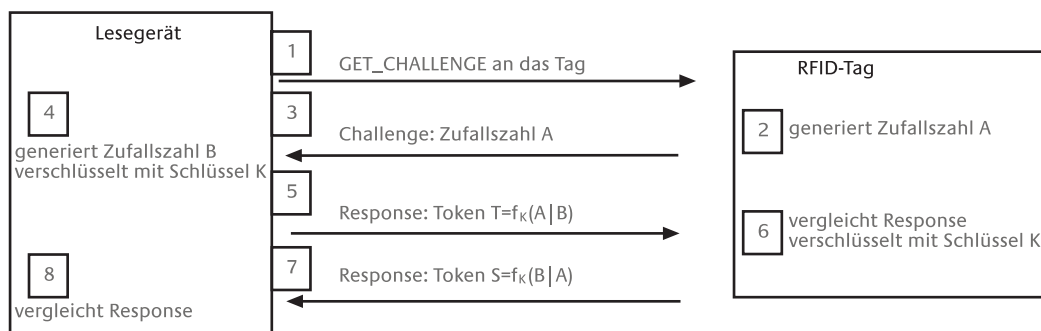 Lesegerät
1
GET_CHALLENGE an das Tag
RFID-Tag
4
3
Challenge: Zufallszahl A
2
generiert Zufallszahl A
generiert Zufallszahl B
verschlüsselt mit Schlüssel K
5
Response: Token T=fK(A|B)
6
vergleicht Response
verschlüsselt mit Schlüssel K
8
7
Response: Token S=fK(B|A)
vergleicht Response